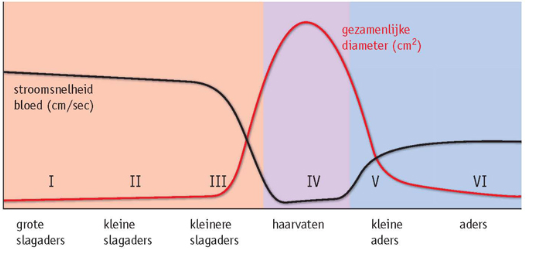 gezamenlijke
diameter (cm²)
stroomsnelheid
bloed (cm/sec)
I II III IV V VI
grote
slagaders
kleine
slagaders
kleinere
slagaders
haarvaten
kleine
aders
aders